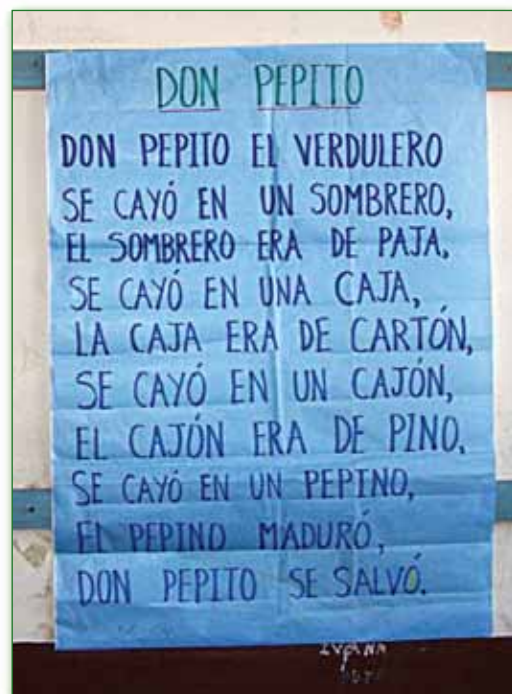 DON PEPITO
DON PEPITO EL VERDULERO
SE CAYÓ EN UN SOMBRERO,
EL SOMBRERO ERA DE PAJA,
SE CAYÓ EN UNA CAJA,
LA CAJA ERA DE CARTÓN,
SE CAYÓ EN UN CAJÓN,
EL CAJÓN ERA DE PINO,
SE CAYÓ EN UN PEPINO,
EL PEPINO MADURÓ,
DON PEPITO SE SALVÓ.